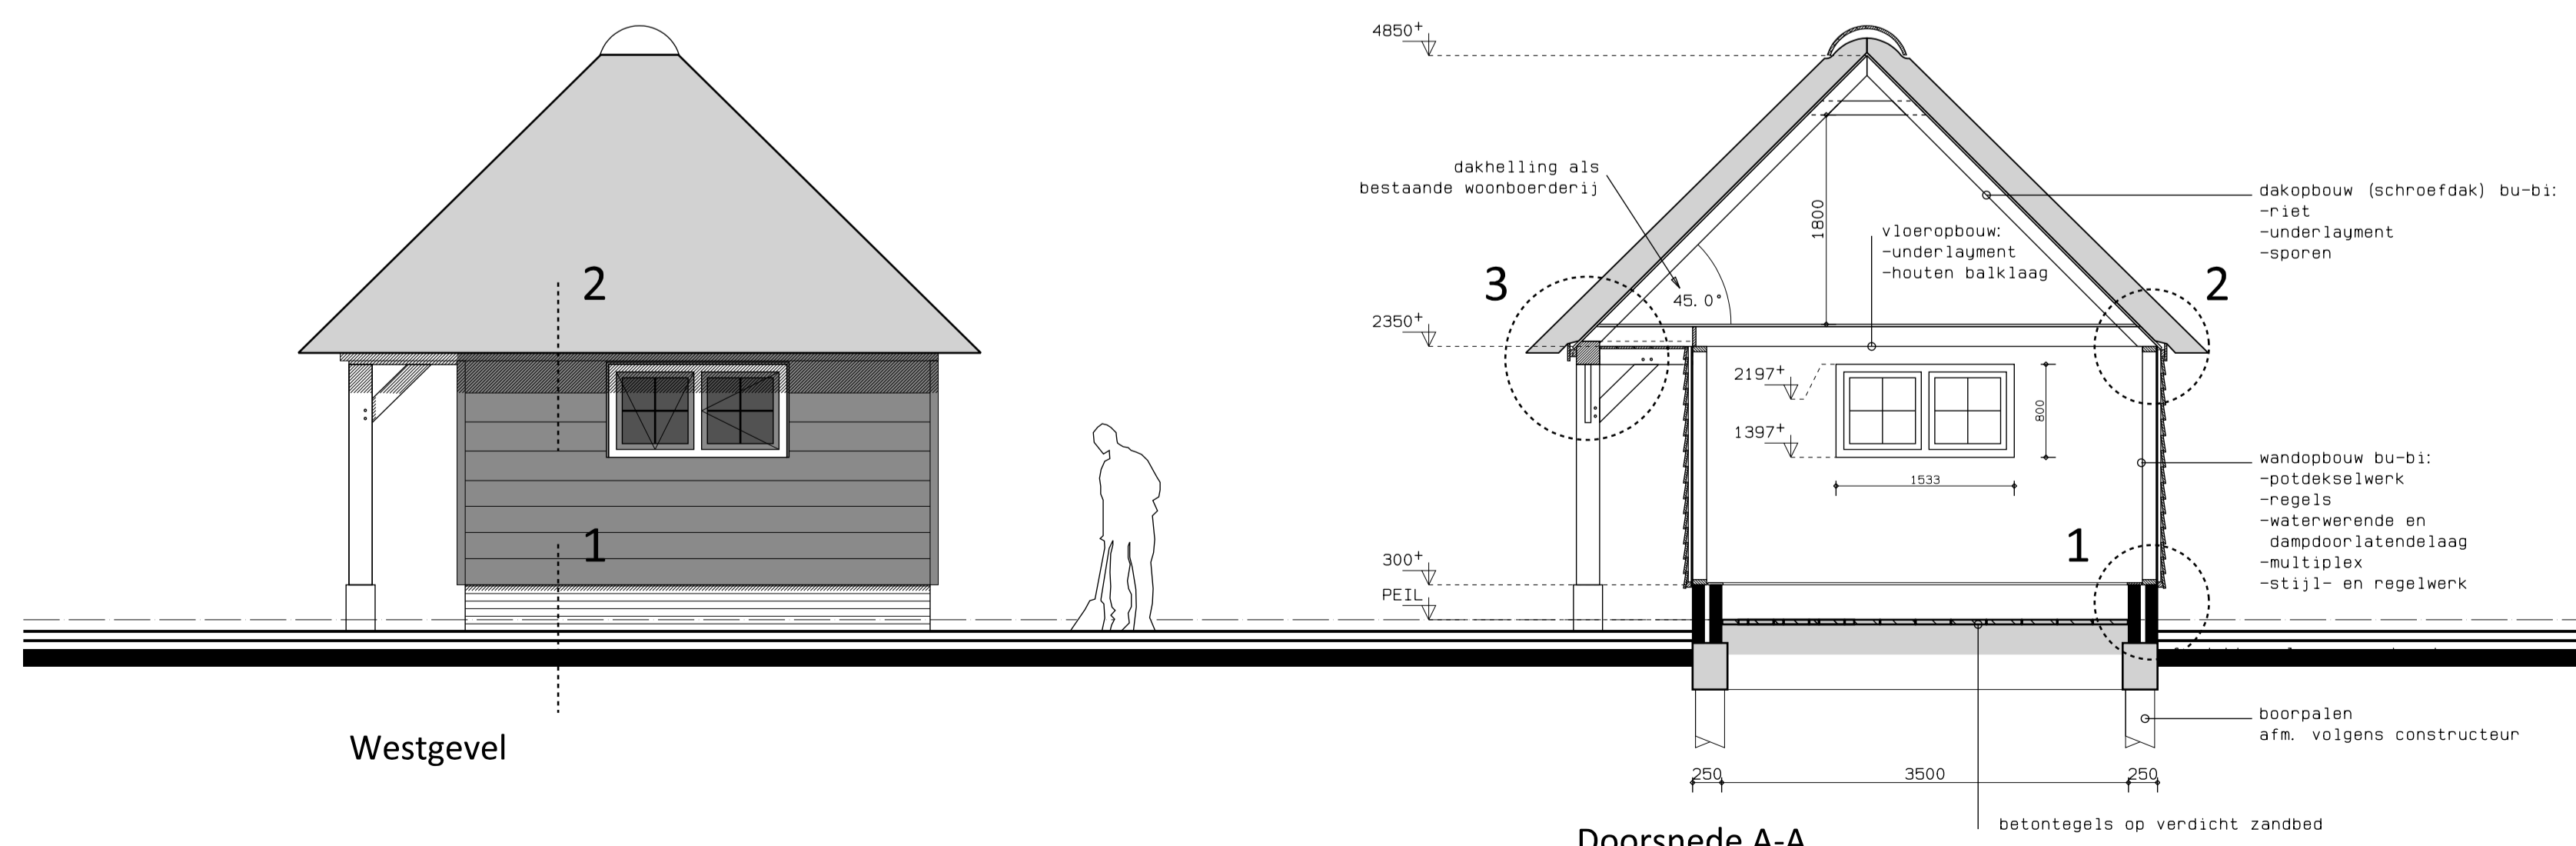 2
1
Westgevel
4850+
dakhelling als
bestaande woonboerderij
1800
vloeropbouw:
-underlayment
-houten balklaag
45.0°
3
2
2350+
2197+
1397+
800
1533
1
300+
PEIL
dakopbouw (schroefdak) bu-bi:
-riet
-underlayment
-sporen
wandopbouw bu-bi:
-potdekselwerk
-regels
-waterwerende en
dampdoorlatendelaag
-multiplex
-stijl- en regelwerk
boorpalen
afm. volgens constructeur
250
3500
250
betontegels op verdicht zandbed
Doorsnede A-A